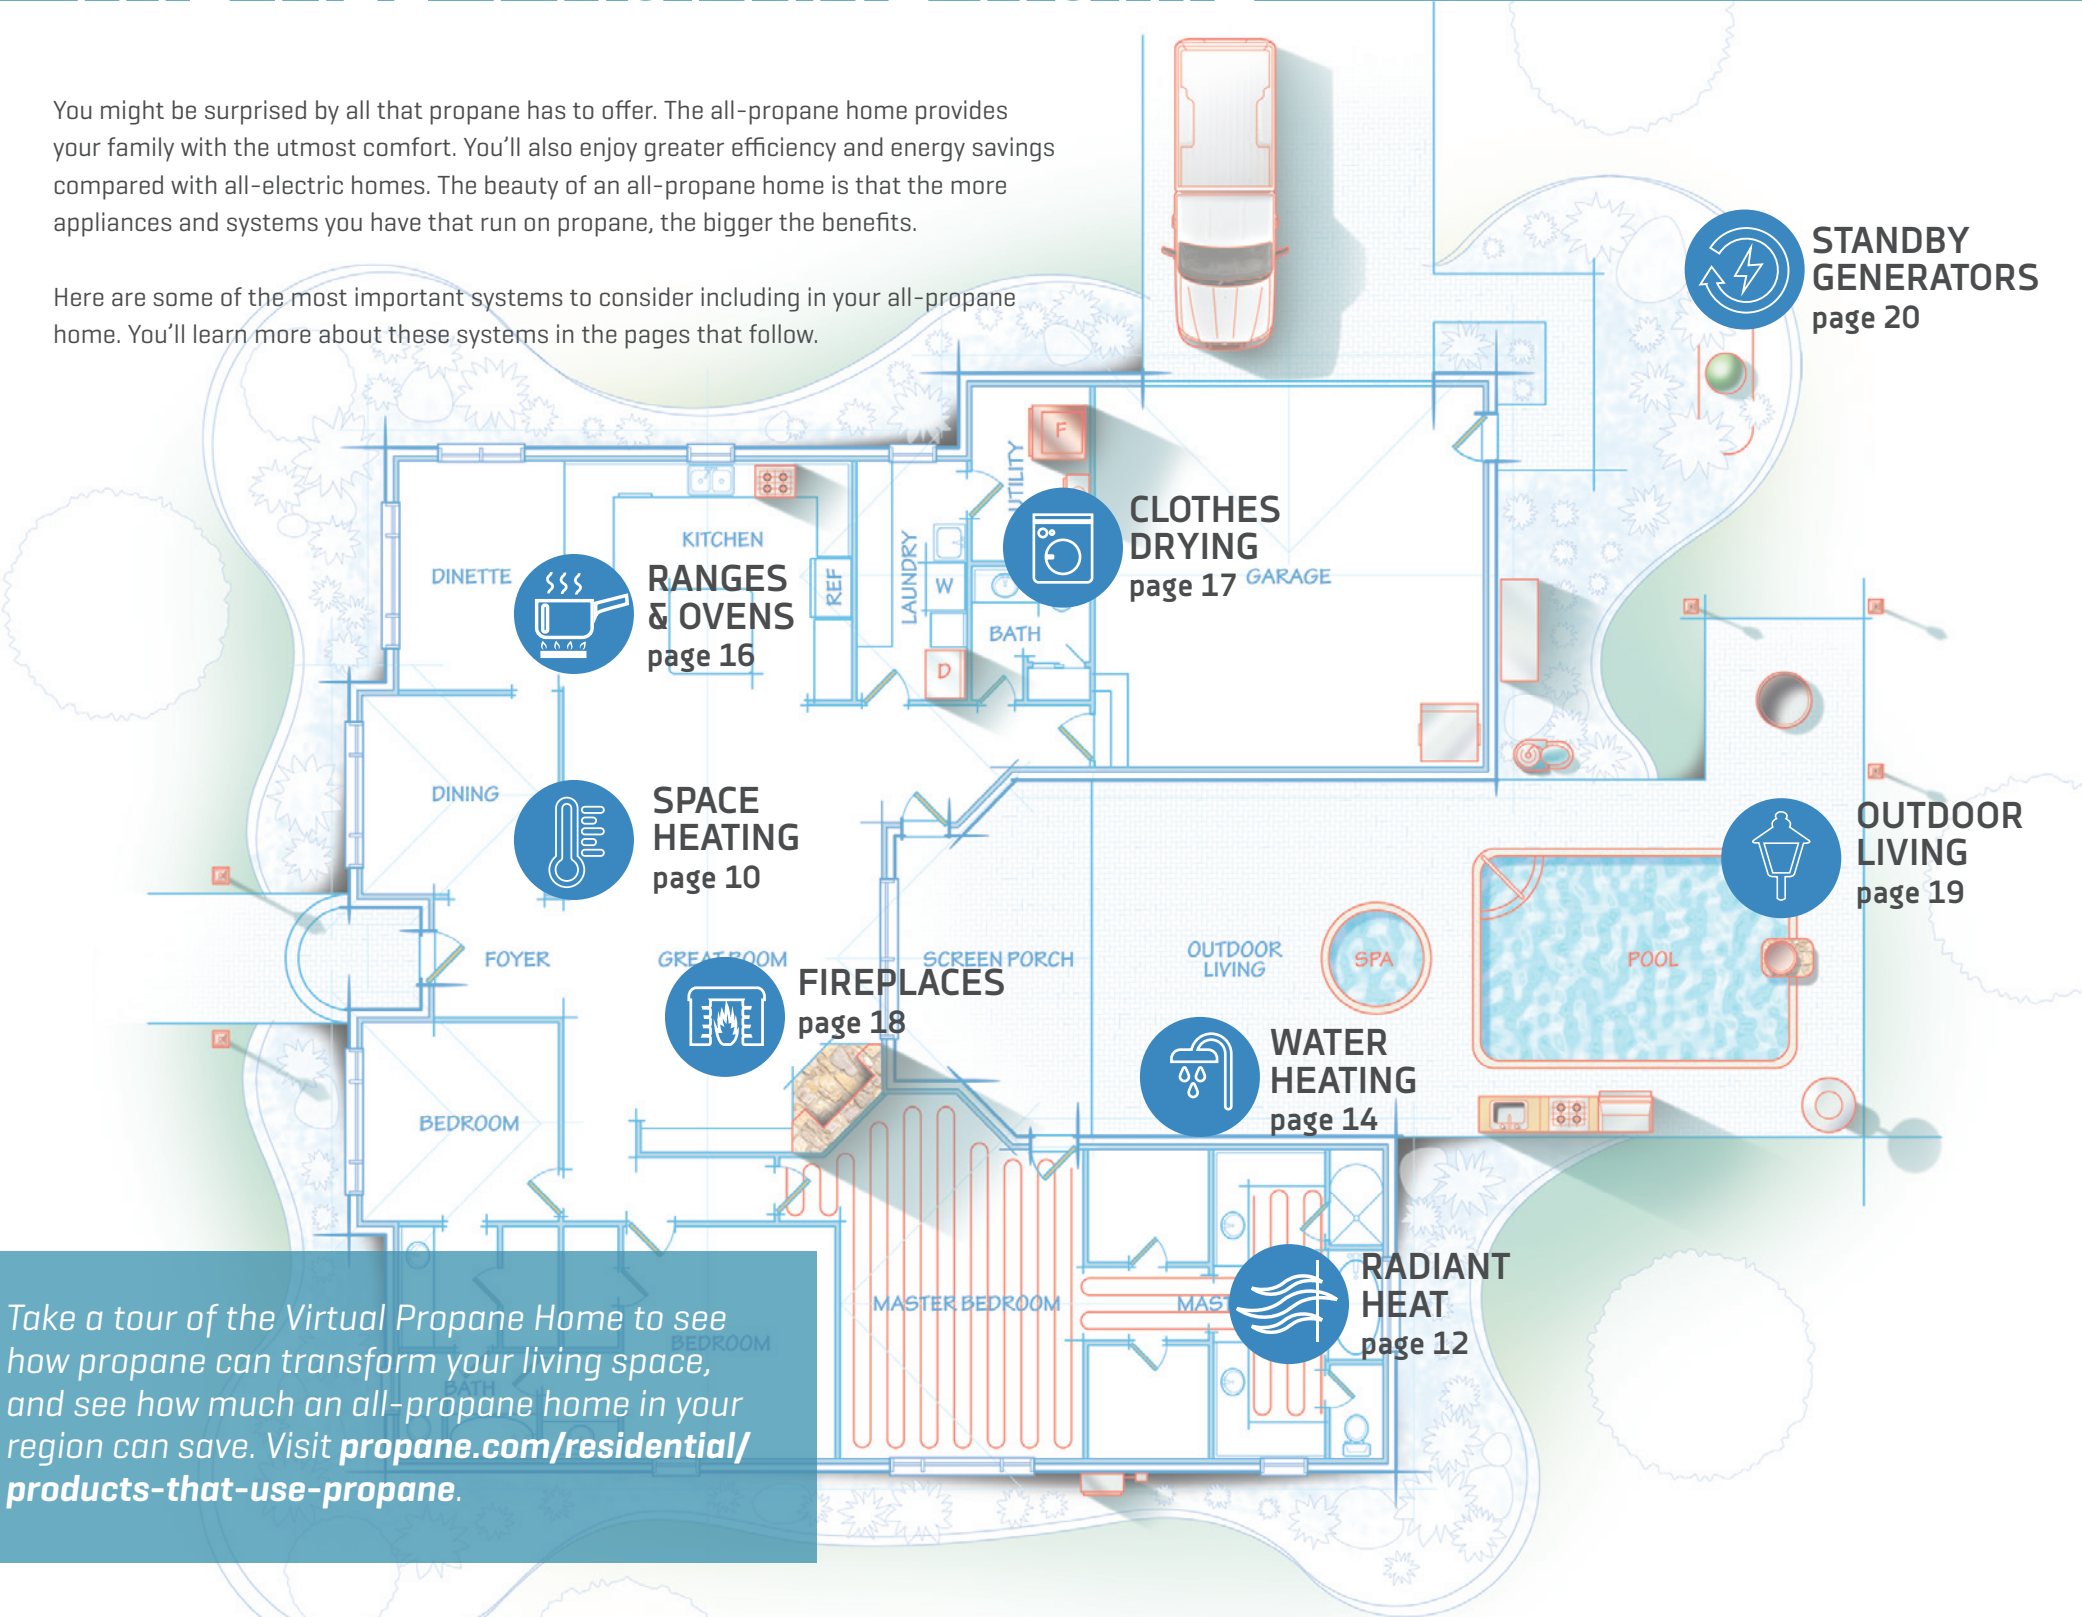 You might be surprised by all that propane has to offer. The all-propane home provides
your family with the utmost comfort. You'll also enjoy greater efficiency and energy savings
compared with all-electric homes. The beauty of an all-propane home is that the more
appliances and systems you have that run on propane, the bigger the benefits.
Here are some of the most important systems to consider including in your all-propane
home. You'll learn more about these systems in the pages that follow.
STANDBY
GENERATORS
page 20
F
UTILITY
CLOTHES
DRYING
page 17
GARAGE
KITCHEN
DINETTE
RANGES
& OVENS
page 16
REF
LAUNDRY
W
BATH
D
DINING
SPACE
HEATING
page 10
OUTDOOR
LIVING
page 19
FOYER
GREAT ROOM
SCREEN PORCH
OUTDOOR
LIVING
SPA
POOL
FIREPLACES
page 18
WATER
HEATING
page 14
BEDROOM
RADIANT
HEAT
page 12
MASTER BEDROOM
MAST
BEDROOM
BATH
Take a tour of the Virtual Propane Home to see
how propane can transform your living space,
and see how much an all-propane home in your
region can save. Visit propane.com/residential/
products-that-use-propane.